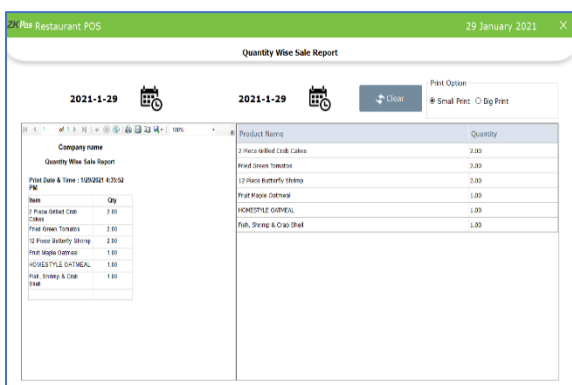 ZKPos Restaurant POS 29 January 2021 X
Quantity Wise Sale Report
Print Option
2021-1-29 2021-1-29 Clear Small Print Big Print
1 of 1 100%
Company name
Quantity Wise Sale Report
Print Date & Time : 1/29/2021 4:35:52
PM
Item Qty
2 Piece Grilled Crab
Cakes 2.00
Fried Green Tomatos 2.00
12 Piece Butterfly Shrimp 2.00
Fruit Maple Oatmeal 1.00
HOMESTYLE OATMEAL 1.00
Fish, Shrimp & Crab
Shell 1.00
Product Name Quantity
2 Piece Grilled Crab Cakes 2.00
Fried Green Tomatos 2.00
12 Piece Butterfly Shrimp 2.00
Fruit Maple Oatmeal 1.00
HOMESTYLE OATMEAL 1.00
Fish, Shrimp & Crab Shell 1.00